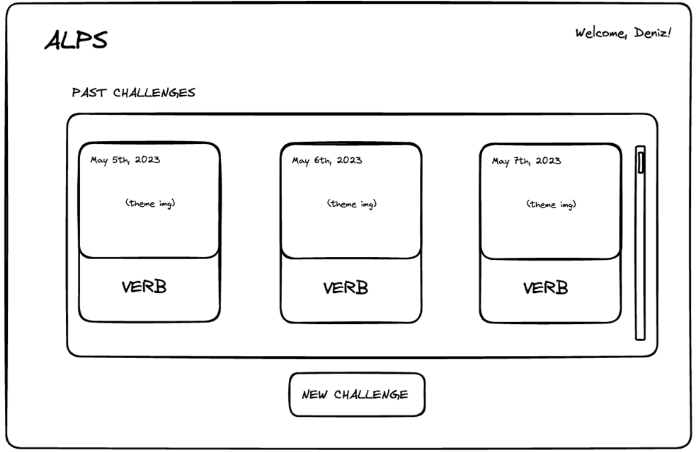 ALPS
Welcome, Deniz!
PAST CHALLENGES
May 5th, 2023
May 6th, 2023
May 7th, 2023
(theme img)
(theme img)
(theme img)
VERB
VERB
VERB
NEW CHALLENGE